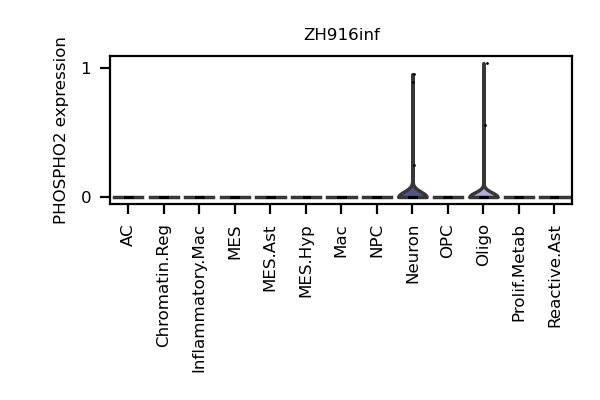 ZH916inf
PHOSPHO2 expression
1
0
AC
Chromatin.Reg
Inflammatory.Mac
MES
MES.Ast
MES.Hyp
Mac
NPC
Neuron
OPC
Oligo
Prolif.Metab
Reactive.Ast